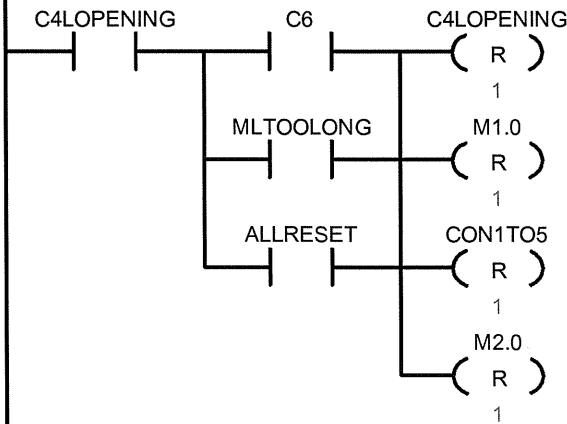 C4LOPENING C6 C4LOPENING
R
1
MLTOOLONG M1.0
R
1
ALLRESET CON1TO5
R
1
M2.0
R
1